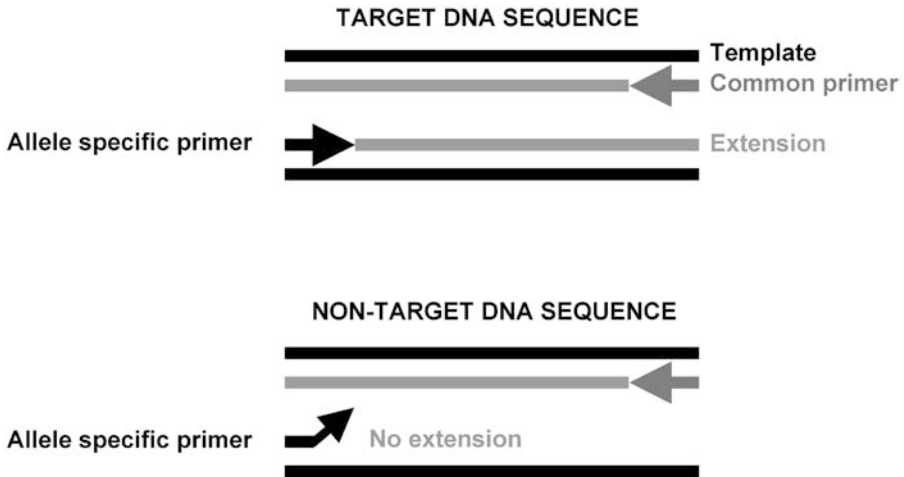 TARGET DNA SEQUENCE
Template
Common primer
Allele specific primer
Extension
NON-TARGET DNA SEQUENCE
Allele specific primer
No extension